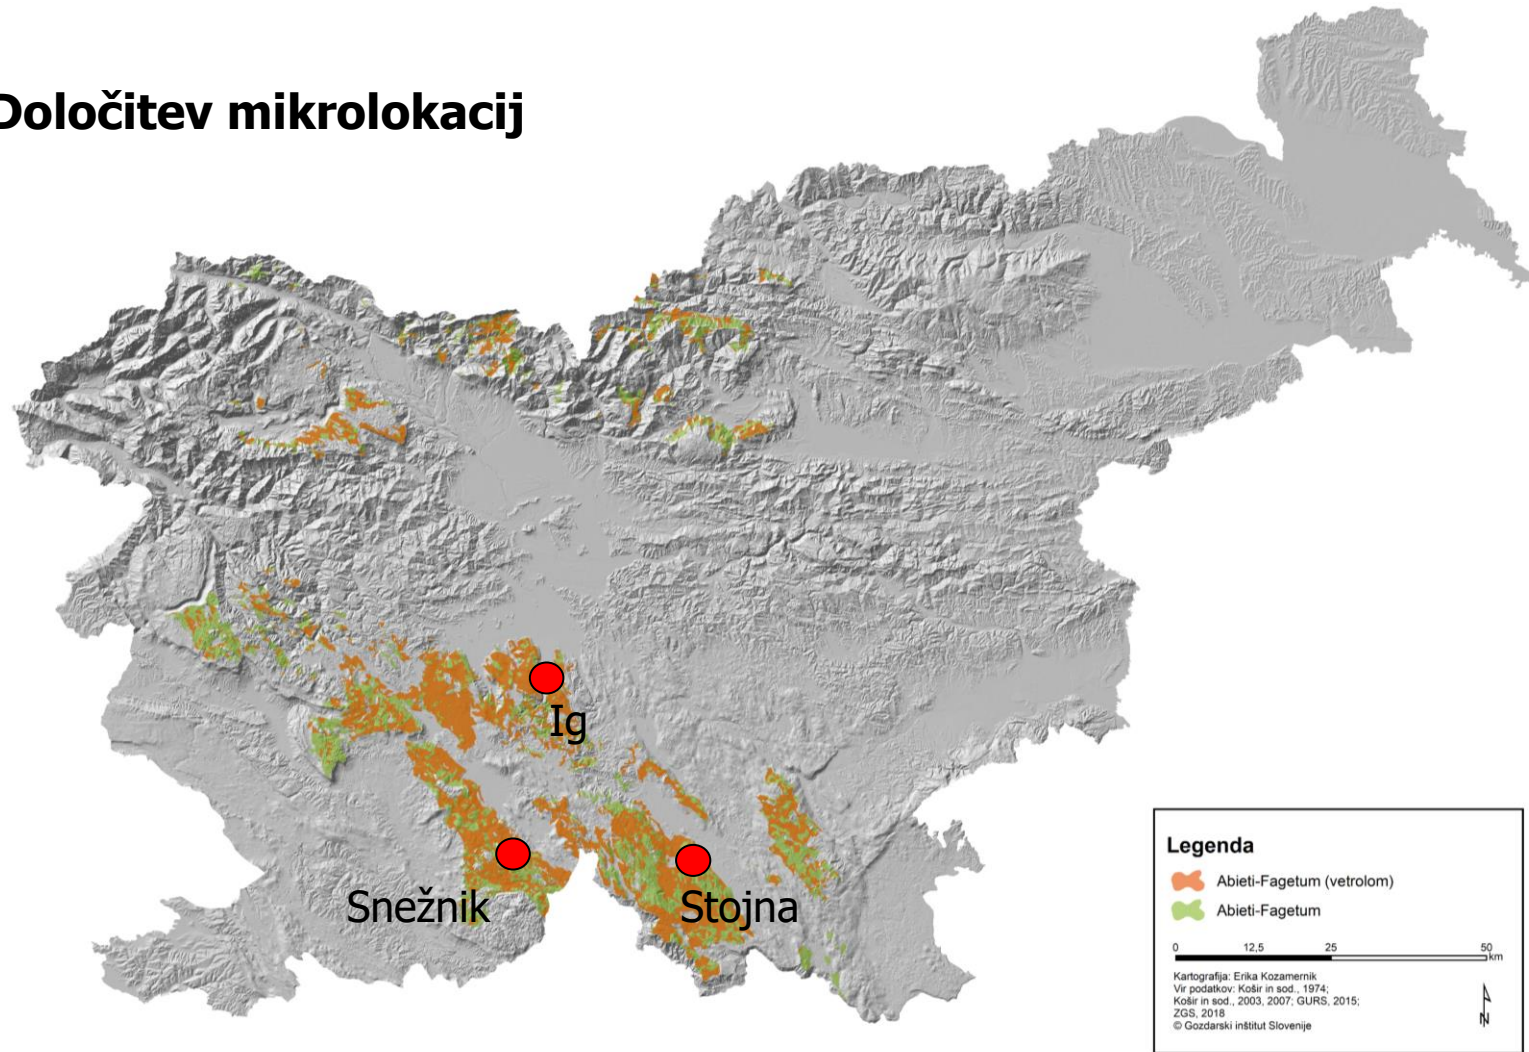 Določitev mikrolokacij
Ig
Snežnik
Stojna
Legenda
Abieti-Fagetum (vetrolom)
Abieti-Fagetum
0 12,5 25 50
km
Kartografija: Erika Kozamernik
Vir podatkov: Košir in sod., 1974;
Košir in sod., 2003, 2007; GURS, 2015;
ZGS, 2018
© Gozdarski inštitut Slovenije
N